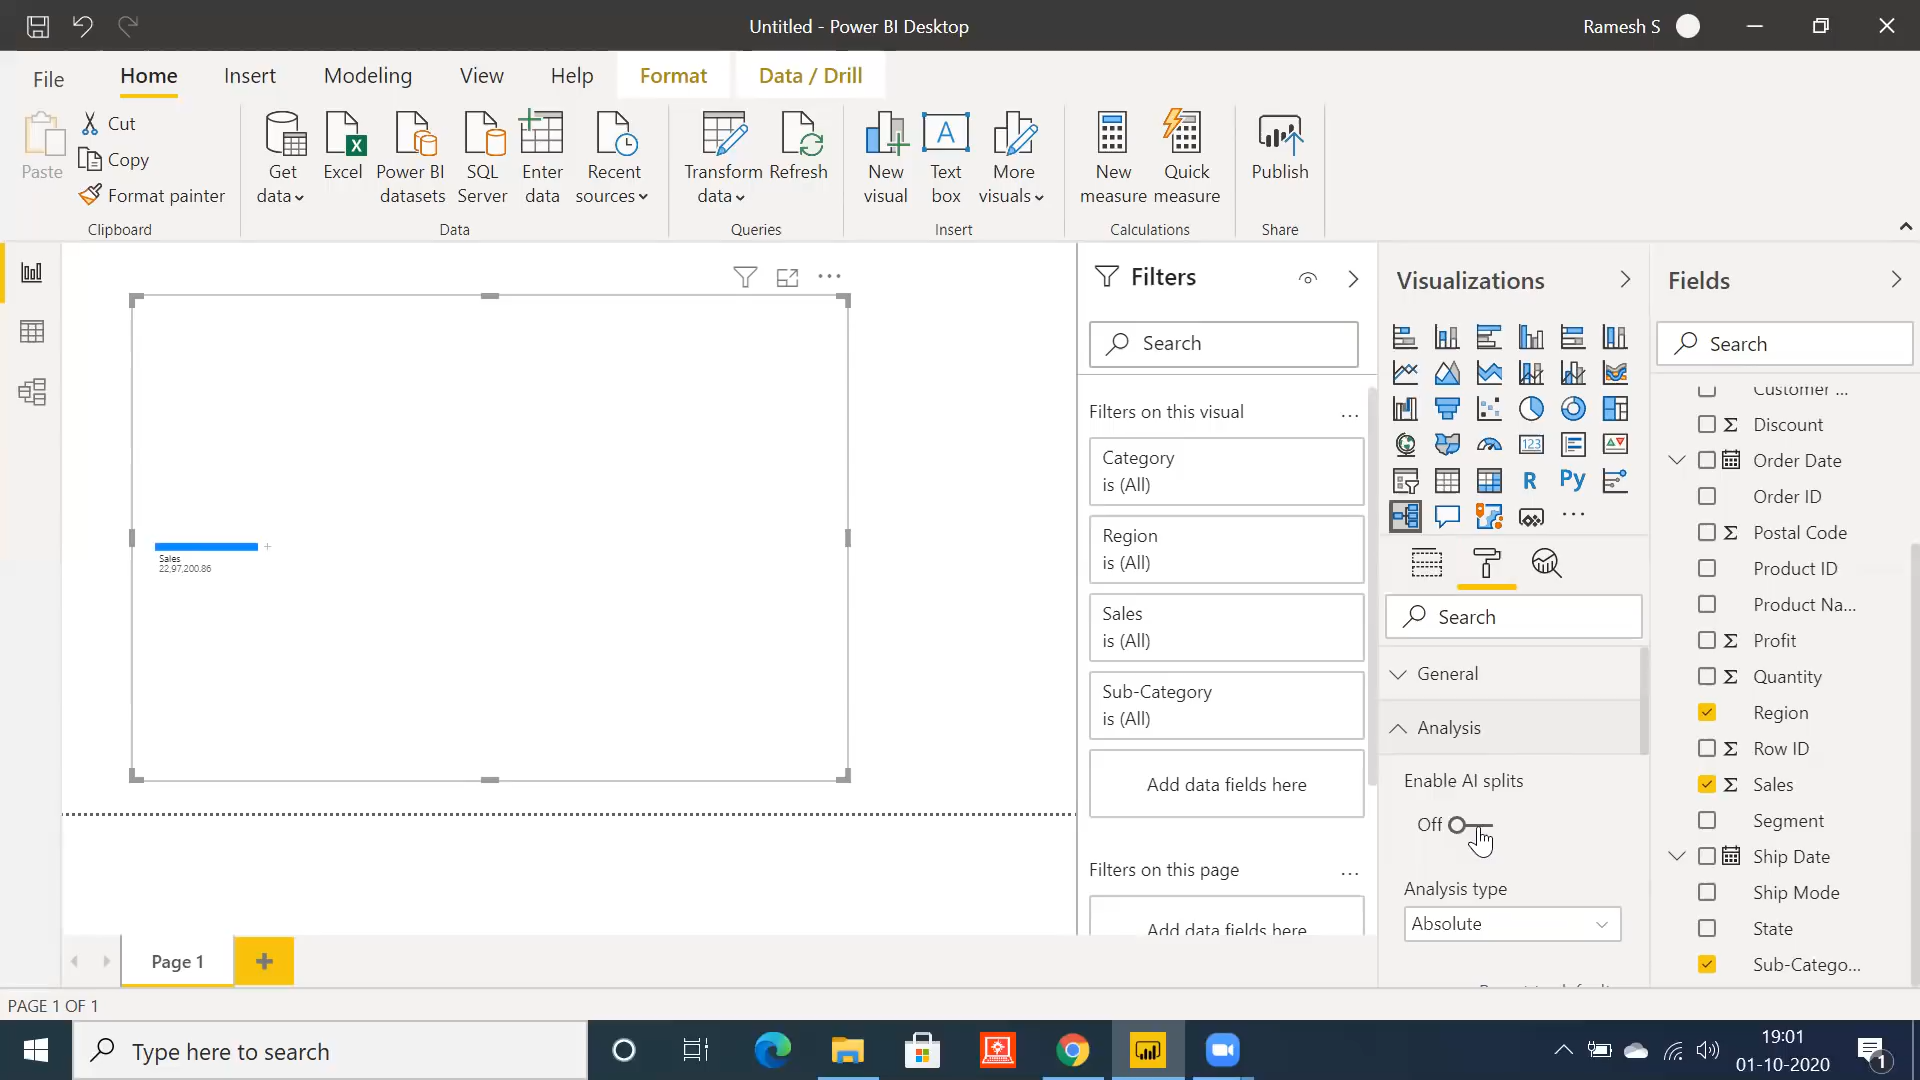 Untitled - Power BI Desktop
Ramesh S
File
Home
Insert
Modeling
View
Help
Format
Data / Drill
Paste
Cut
Copy
Format painter
Clipboard
Get data
Excel
Power BI datasets
SQL Server
Enter data
Recent sources
Data
Transform data
Refresh
Queries
New visual
A
Text box
More visuals
Insert
New measure
Quick measure
Calculations
Publish
Share
Sales
22,97,200.86
Filters
Search
Filters on this visual
Category
is (All)
Region
is (All)
Sales
is (All)
Sub-Category
is (All)
Add data fields here
Filters on this page
Add data fields here
Visualizations
123
R
Py
Search
General
Analysis
Enable AI splits
Off
Analysis type
Absolute
Fields
Search
Customer ...
Discount
Order Date
Order ID
Postal Code
Product ID
Product Na...
Profit
Quantity
Region
Row ID
Sales
Segment
Ship Date
Ship Mode
State
Sub-Catego...
Page 1
PAGE 1 OF 1
Type here to search
19:01
01-10-2020
1